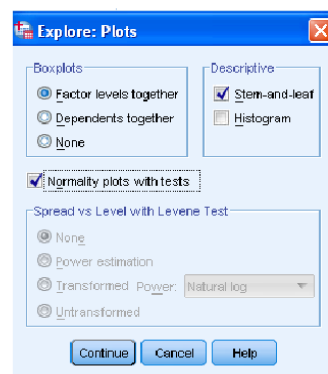 Explore: Plots
Boxplots
Factor levels together
Dependents together
None
Descriptive
Stem-and-leaf
Histogram
Normality plots with tests
Spread vs Level with Levene Test
None
Power estimation
Transformed Power: Natural log
Untransformed
Continue Cancel Help